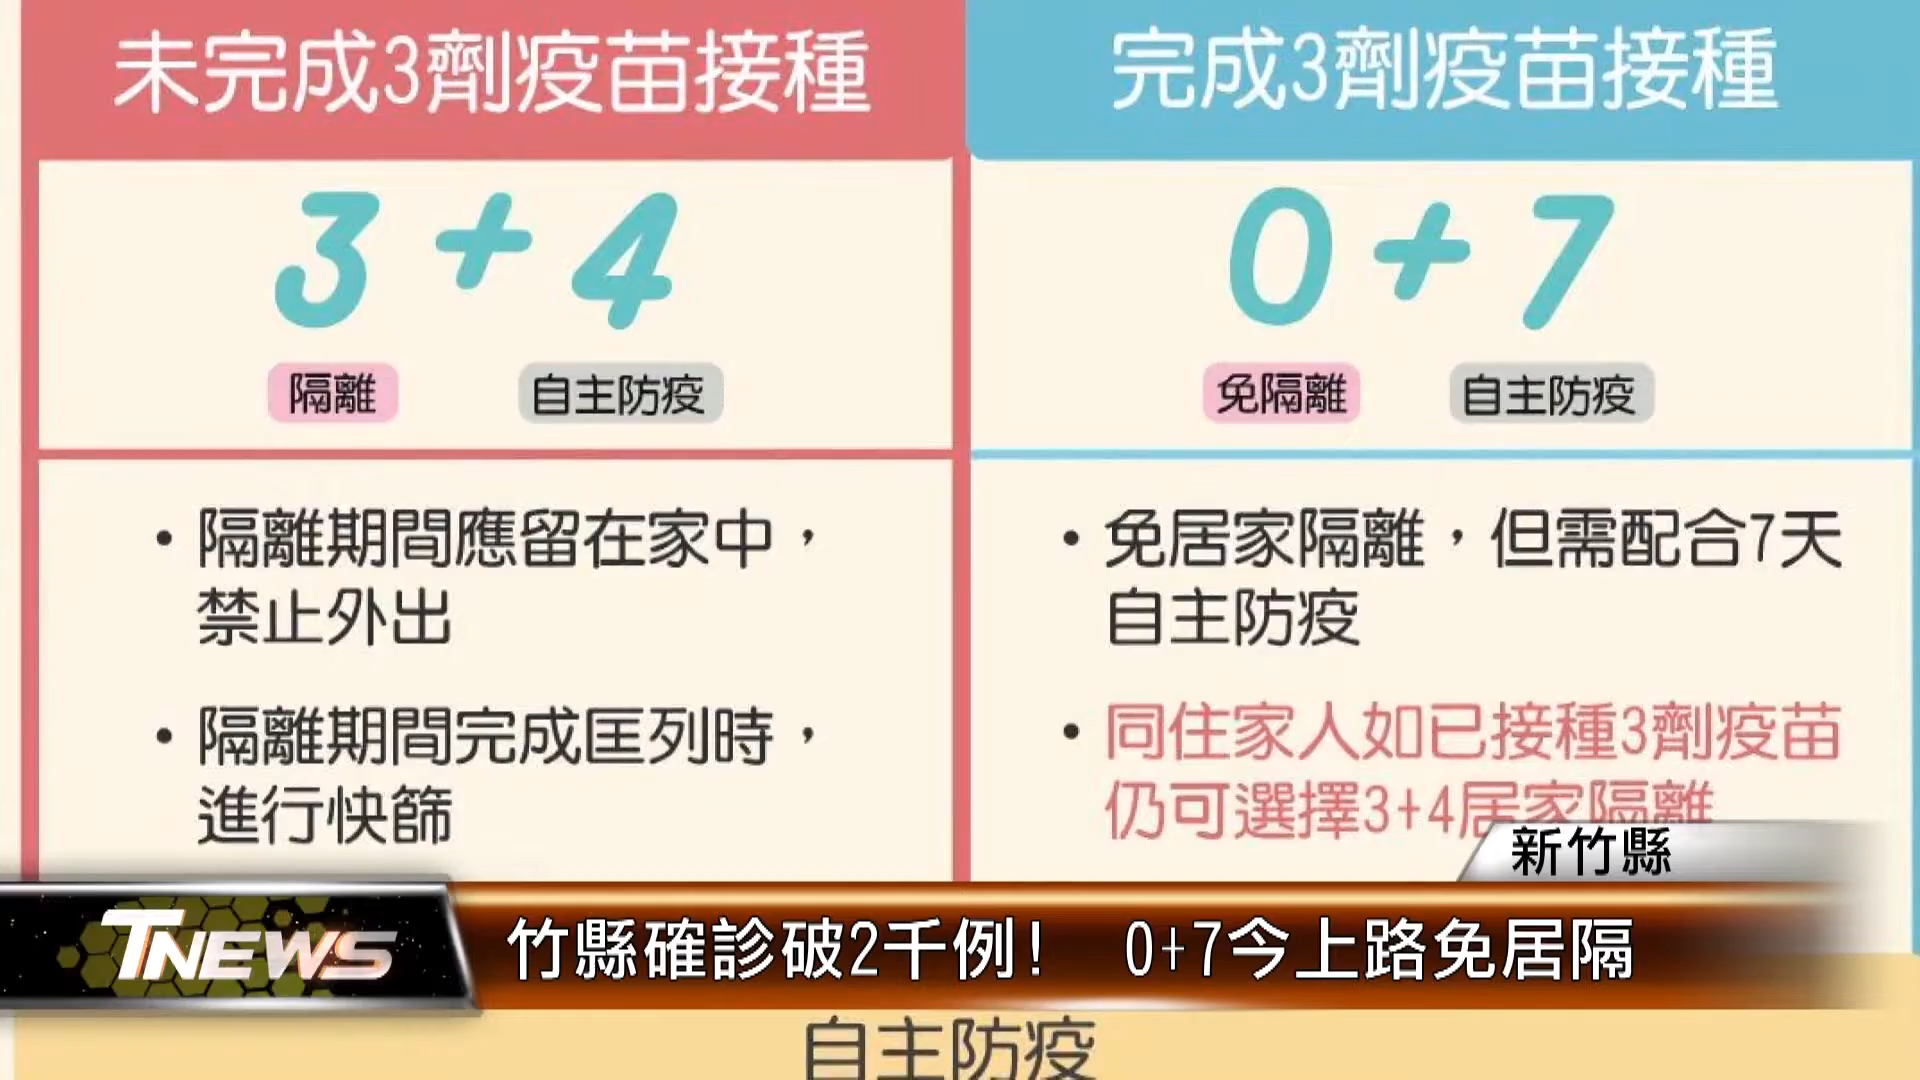 未完成3劑疫苗接種
3+4
隔離
自主防疫
•隔離期間應留在家中，
禁止外出
•隔離期間完成匡列時，
進行快篩
完成3劑疫苗接種
0+7
免隔離
自主防疫
•免居家隔離，但需配合7天
自主防疫
•同住家人如已接種3劑疫苗
仍可選擇3+4居家隔離
新竹縣
TNEWS
竹縣確診破2千例! 0+7今上路免居隔
自主防疫